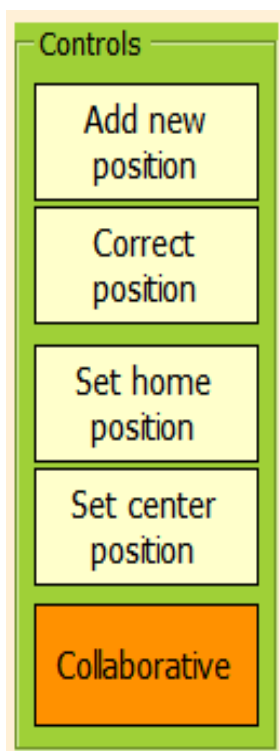 Controls
Add new
position
Correct
position
Set home
position
Set center
position
Collaborative